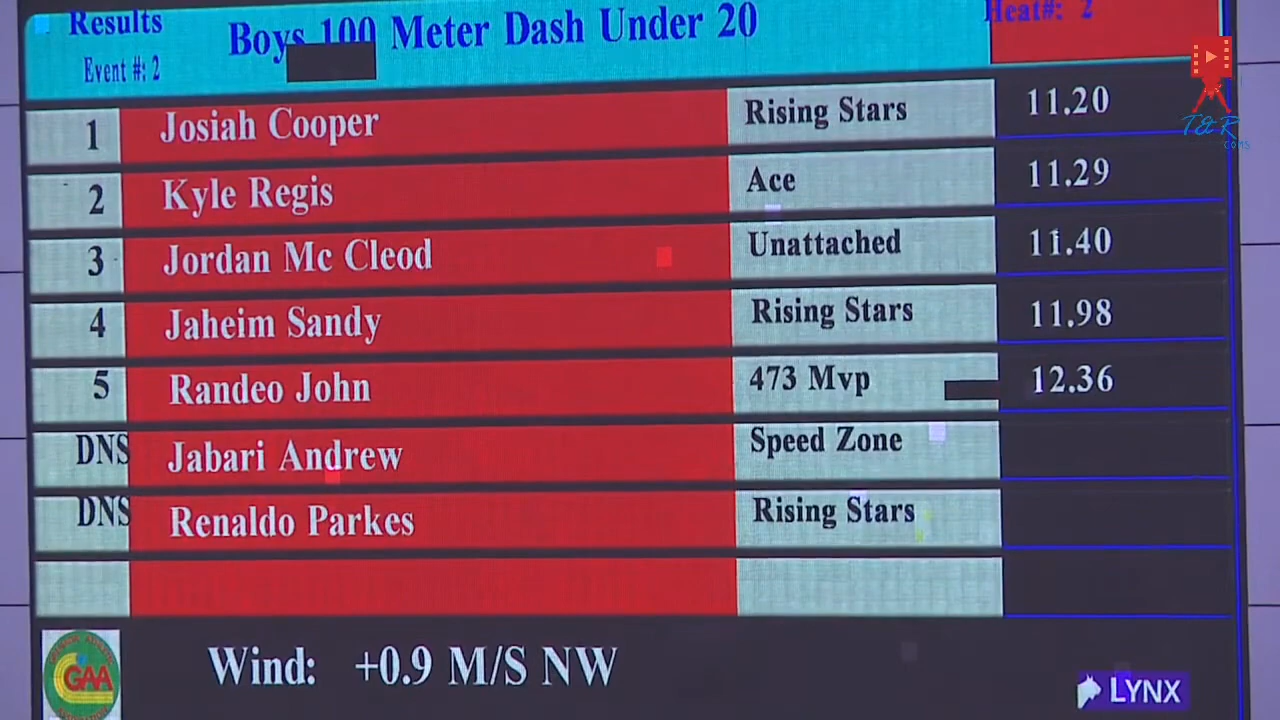 Results
Boys 100 Meter Dash Under 20
Heat#: 2
Event #: 2
1 Josiah Cooper Rising Stars 11.20
2 Kyle Regis Ace 11.29
3 Jordan Mc Cleod Unattached 11.40
4 Jaheim Sandy Rising Stars 11.98
5 Randeo John 473 Mvp 12.36
DNS Jabari Andrew Speed Zone
DNS Renaldo Parkes Rising Stars
Wind: +0.9 M/S NW
GAA
LYNX
T&R